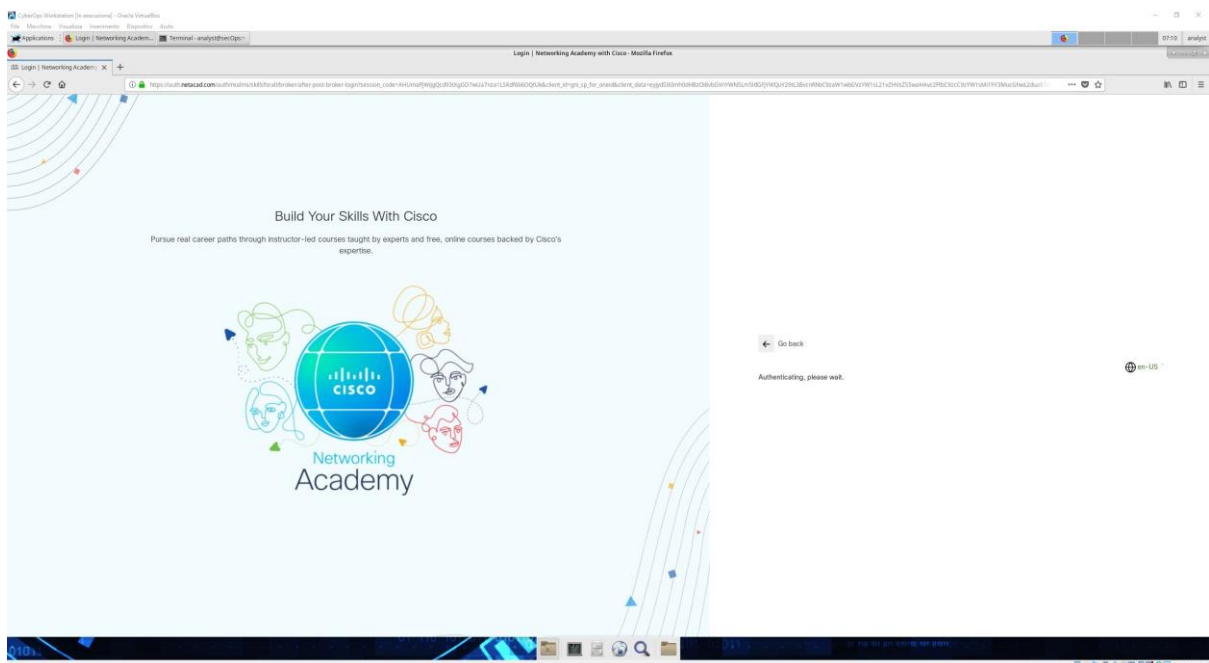 CyberOps Workstation [In esecuzione] - Oracle VirtualBox
File Macchina Visualizza Inserimento Dispositivi Aiuto
Applications Login | Networking Academ... Terminal - analyst@secOps:~ 07:19 analyst
Login | Networking Academy with Cisco - Mozilla Firefox
Login | Networking Academy
Build Your Skills With Cisco
Pursue real career paths through instructor-led courses taught by experts and free, online courses backed by Cisco's
expertise.
CISCO
Networking
Academy
Go back
en-US
Authenticating, please wait.